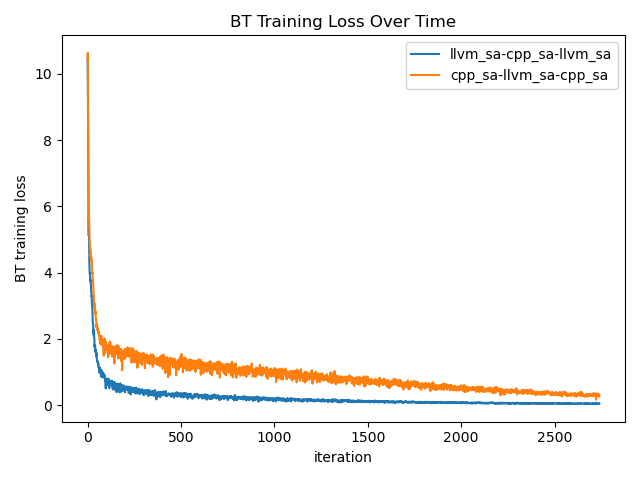 BT Training Loss Over Time
llvm_sa-cpp_sa-llvm_sa
cpp_sa-llvm_sa-cpp_sa
BT training loss
10
8
6
4
2
0
0 500 1000 1500 2000 2500
iteration